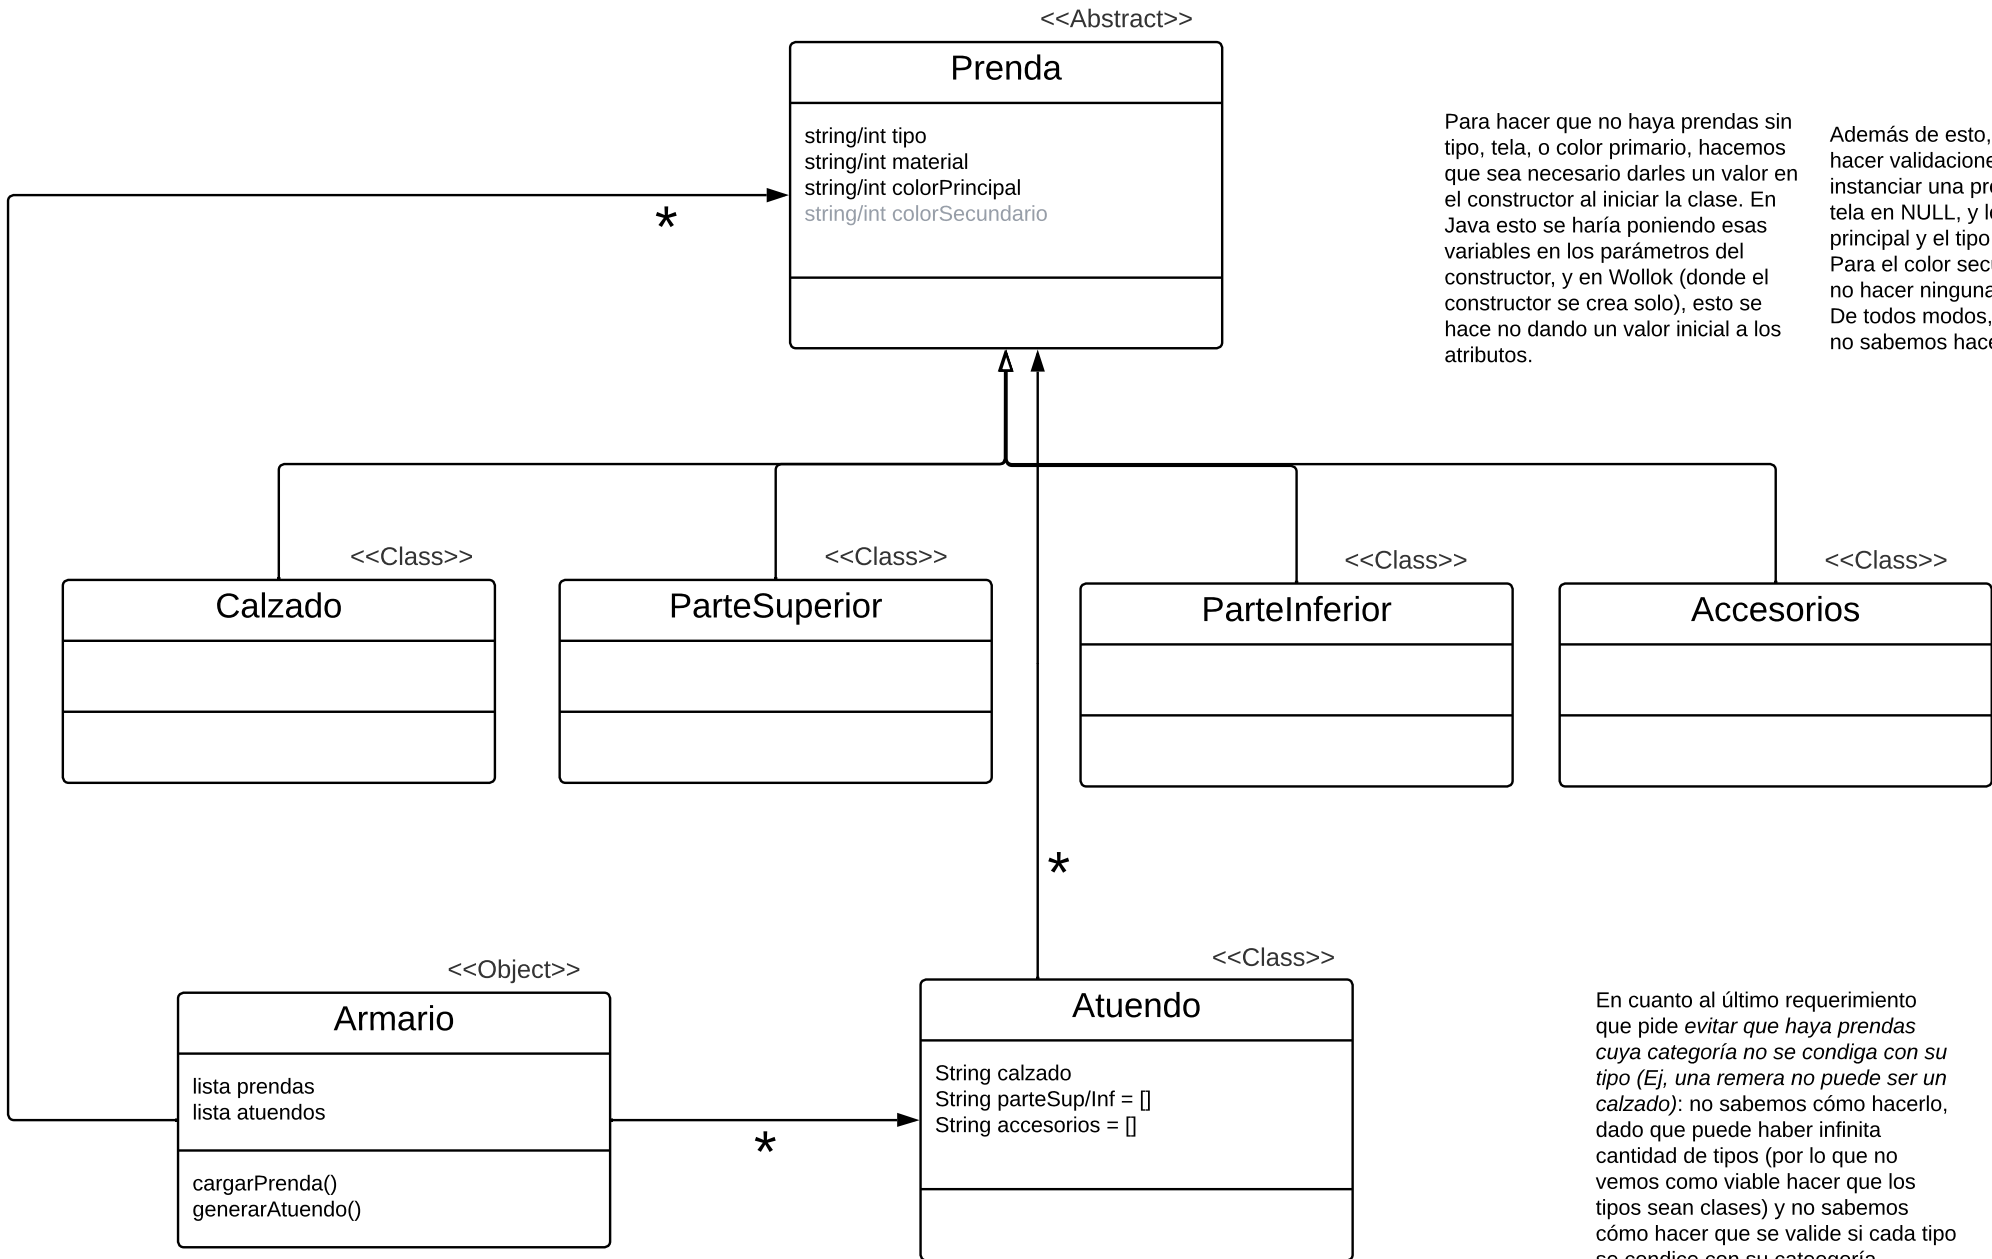 <<Abstract>>
Prenda
string/int tipo
string/int material
string/int colorPrincipal
string/int colorSecundario
*
Para hacer que no haya prendas sin
tipo, tela, o color primario, hacemos
que sea necesario darles un valor en
el constructor al iniciar la clase. En
Java esto se haría poniendo esas
variables en los parámetros del
constructor, y en Wollok (donde el
constructor se crea solo), esto se
hace no dando un valor inicial a los
atributos.
Además de esto,
hacer
instanciar una
tela en NULL, y
principal y el tipo
Para el color
no hacer
De todos modos,
no sabemos
<<Class>>
Calzado
<<Class>>
ParteSuperior
<<Class>>
ParteInferior
<<Class>>
Accesorios
*
<<Object>>
Armario
lista prendas
lista atuendos
cargarPrenda()
generarAtuendo()
*
<<Class>>
Atuendo
String calzado
String parteSup/Inf = []
String accesorios = []
En cuanto al último requerimiento
que pide evitar que haya prendas
cuya categoría no se condiga con su
tipo (Ej, una remera no puede ser un
calzado): no sabemos cómo hacerlo,
dado que puede haber infinita
cantidad de tipos (por lo que no
vemos como viable hacer que los
tipos sean clases) y no sabemos
cómo hacer que se valide si cada tipo